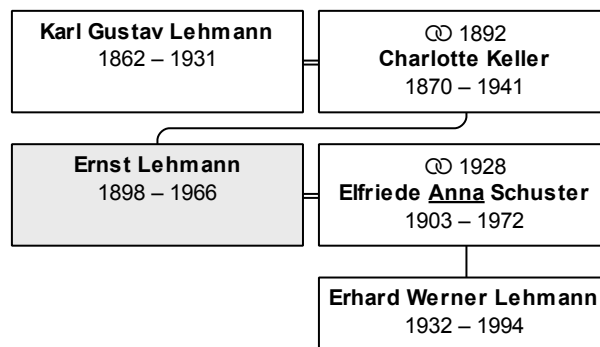 Karl Gustav Lehmann
1862 – 1931
⚭ 1892
Charlotte Keller
1870 – 1941
Ernst Lehmann
1898 – 1966
⚭ 1928
Elfriede Anna Schuster
1903 – 1972
Erhard Werner Lehmann
1932 – 1994